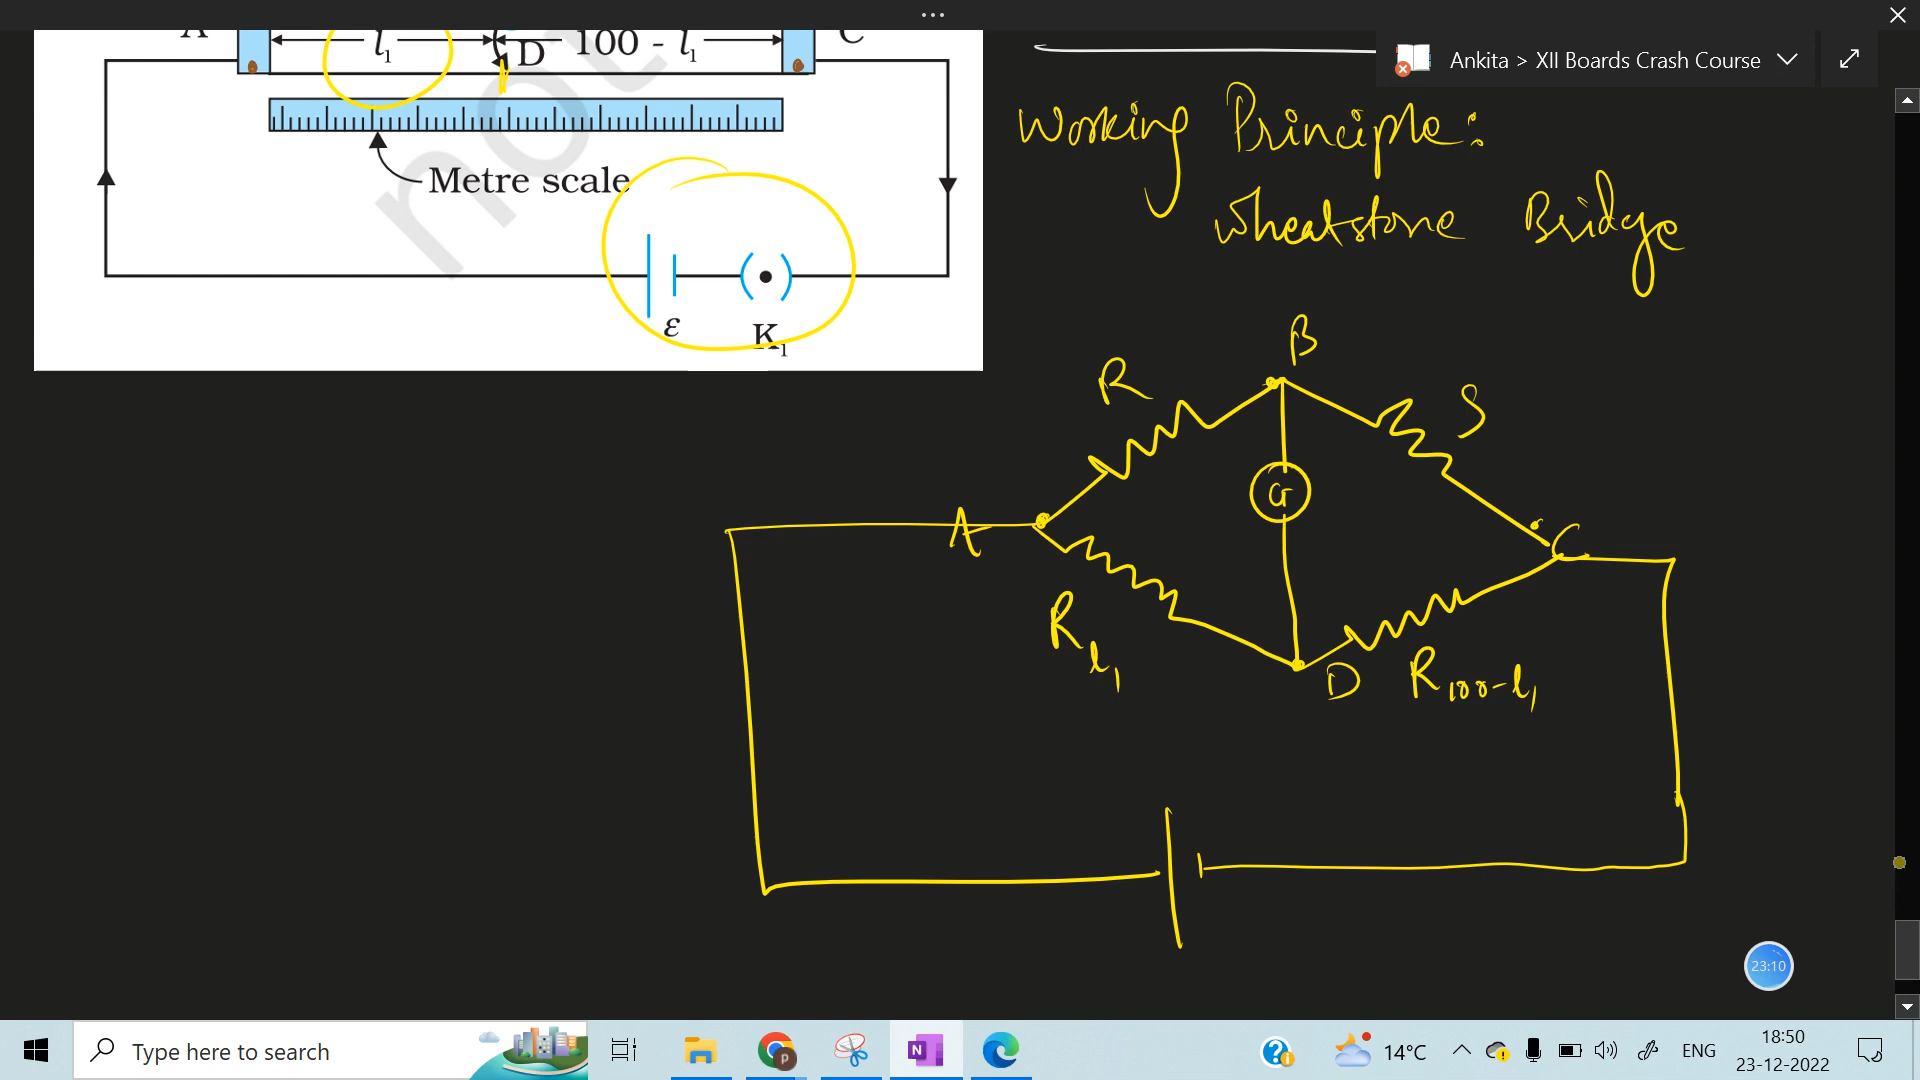 ...
A l₁ D 100 - l₁ C
Ankita > XII Boards Crash Course
Working Principle:
Metre scale
not
Wheatstone Bridge
ε K₁
B
R S
G
A C
R l₁ D R 100-l₁
23:10
Type here to search
14°C ENG 18:50
23-12-2022